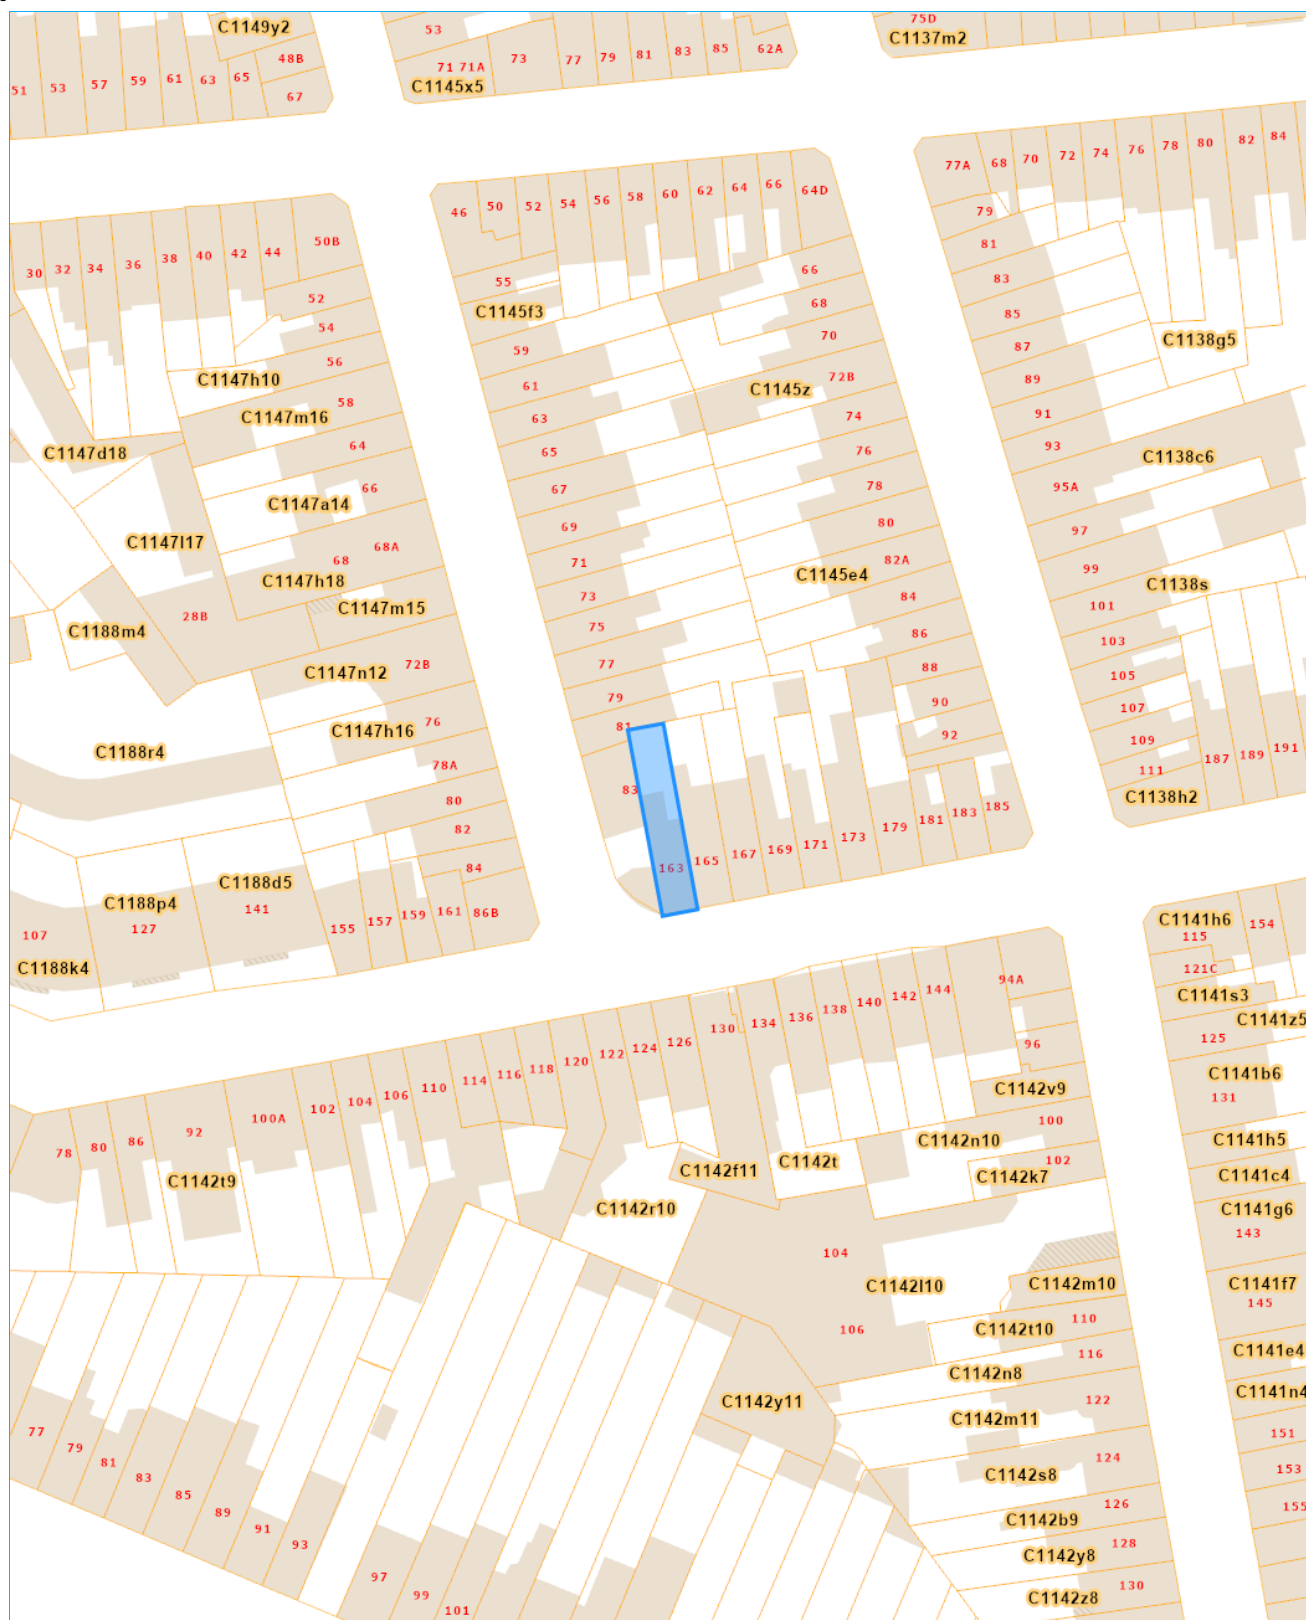 C1149y2
53
75D
C1137m2
51
53
57
59
61
63
65
48B
67
71 71A
73
77
79
81
83
85
62A
C1145x5
46
50
52
54
56
58
60
62
64
66
64D
77A
68
70
72
74
76
78
80
82
84
30
32
34
36
38
40
42
44
50B
79
81
55
66
83
52
C1145f3
68
85
54
59
70
87
C1138g5
56
C1147h10
61
C1145z
72B
89
58
C1147m16
63
74
91
64
C1147d18
65
76
93
C1138c6
66
C1147a14
67
78
95A
69
80
97
C1147l17
68A
68
71
82A
99
C1147h18
73
C1145e4
84
C1138s
101
C1147m15
28B
C1188m4
75
86
103
C1147n12
72B
77
88
105
79
90
107
C1147h16
76
81
92
109
C1188r4
78A
83
111
187
189
191
80
C1138h2
82
84
163
165
167
169
171
173
179
181
183
185
C1188d5
C1188p4
141
127
107
C1188k4
155
157
159
161
86B
C1141h6
115
154
121C
94A
C1141s3
C1141z5
130
134
136
138
140
142
144
125
96
78
80
86
92
100A
102
104
106
110
114
116
118
120
122
124
126
C1141b6
131
C1142v9
100
C1142n10
C1141h5
C1142t9
C1142f11
C1142t
102
C1142k7
C1141c4
C1142r10
C1141g6
143
104
C1142l10
C1142m10
C1141f7
145
106
110
C1142t10
116
C1141e4
C1142n8
C1142y11
122
C1141n4
C1142m11
151
77
79
81
83
85
89
91
93
124
C1142s8
153
126
C1142b9
155
128
C1142y8
97
99
101
130
C1142z8